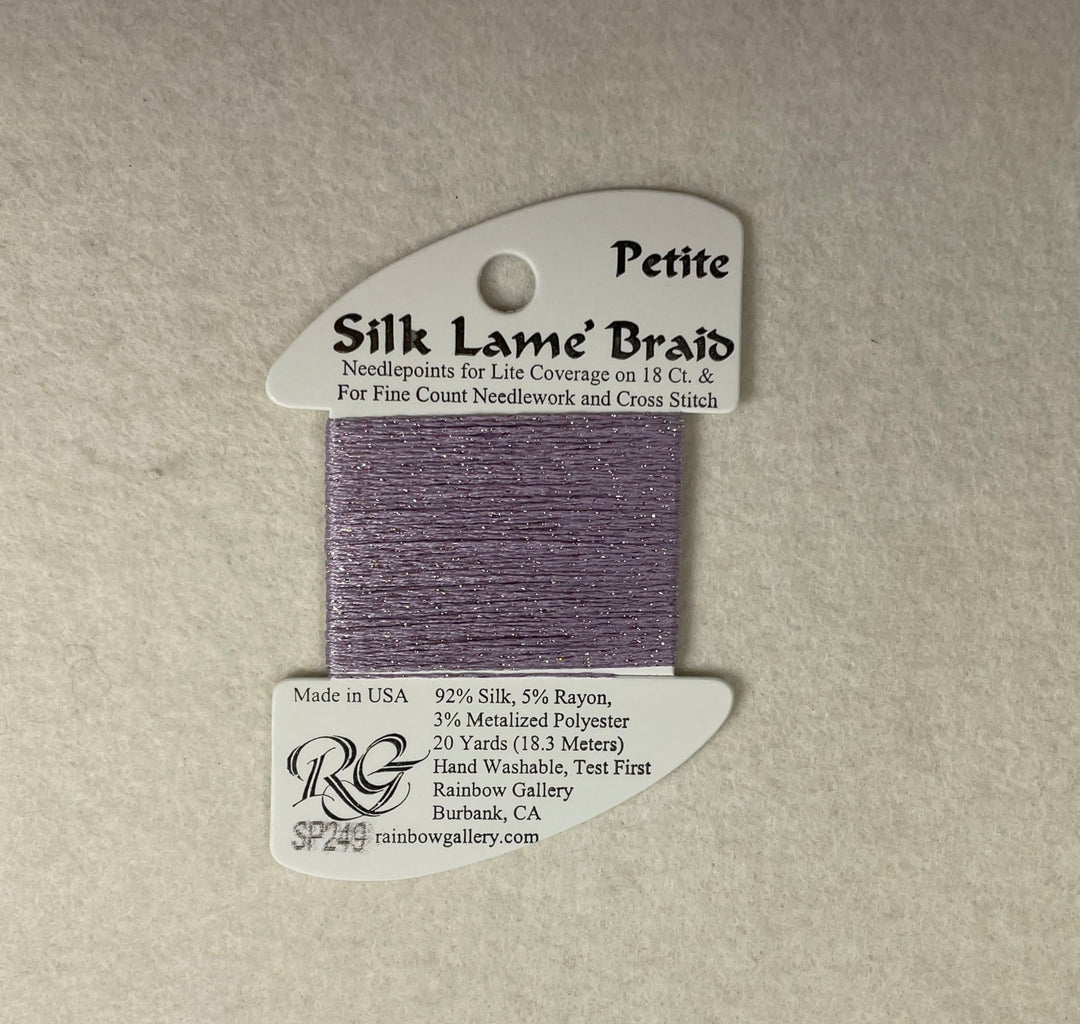 Petite
Silk Lamé Braid
Needlepoints for Lite Coverage on 18 Ct. &
For Fine Count Needlework and Cross Stitch
Made in USA
92% Silk, 5% Rayon,
3% Metalized Polyester
20 Yards (18.3 Meters)
Hand Washable, Test First
Rainbow Gallery
Burbank, CA
RG
SP249
rainbowgallery.com